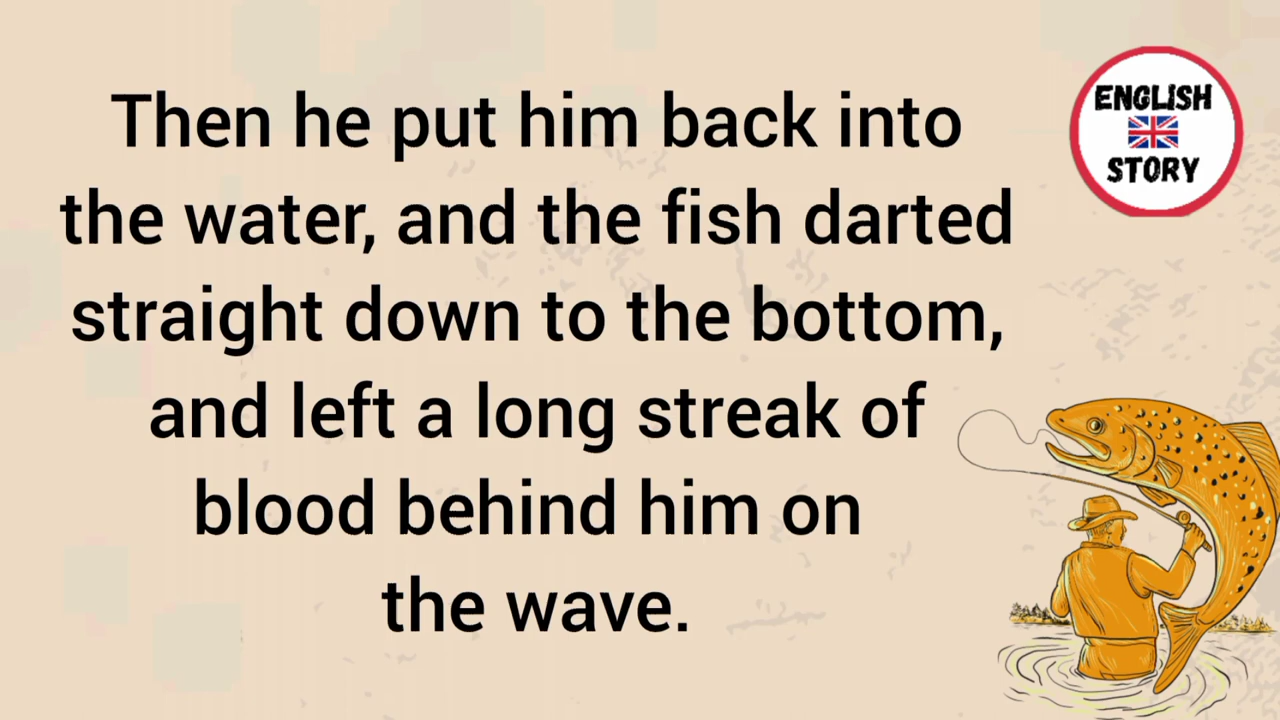 Then he put him back into
the water, and the fish darted
straight down to the bottom,
and left a long streak of
blood behind him on
the wave.
ENGLISH
STORY